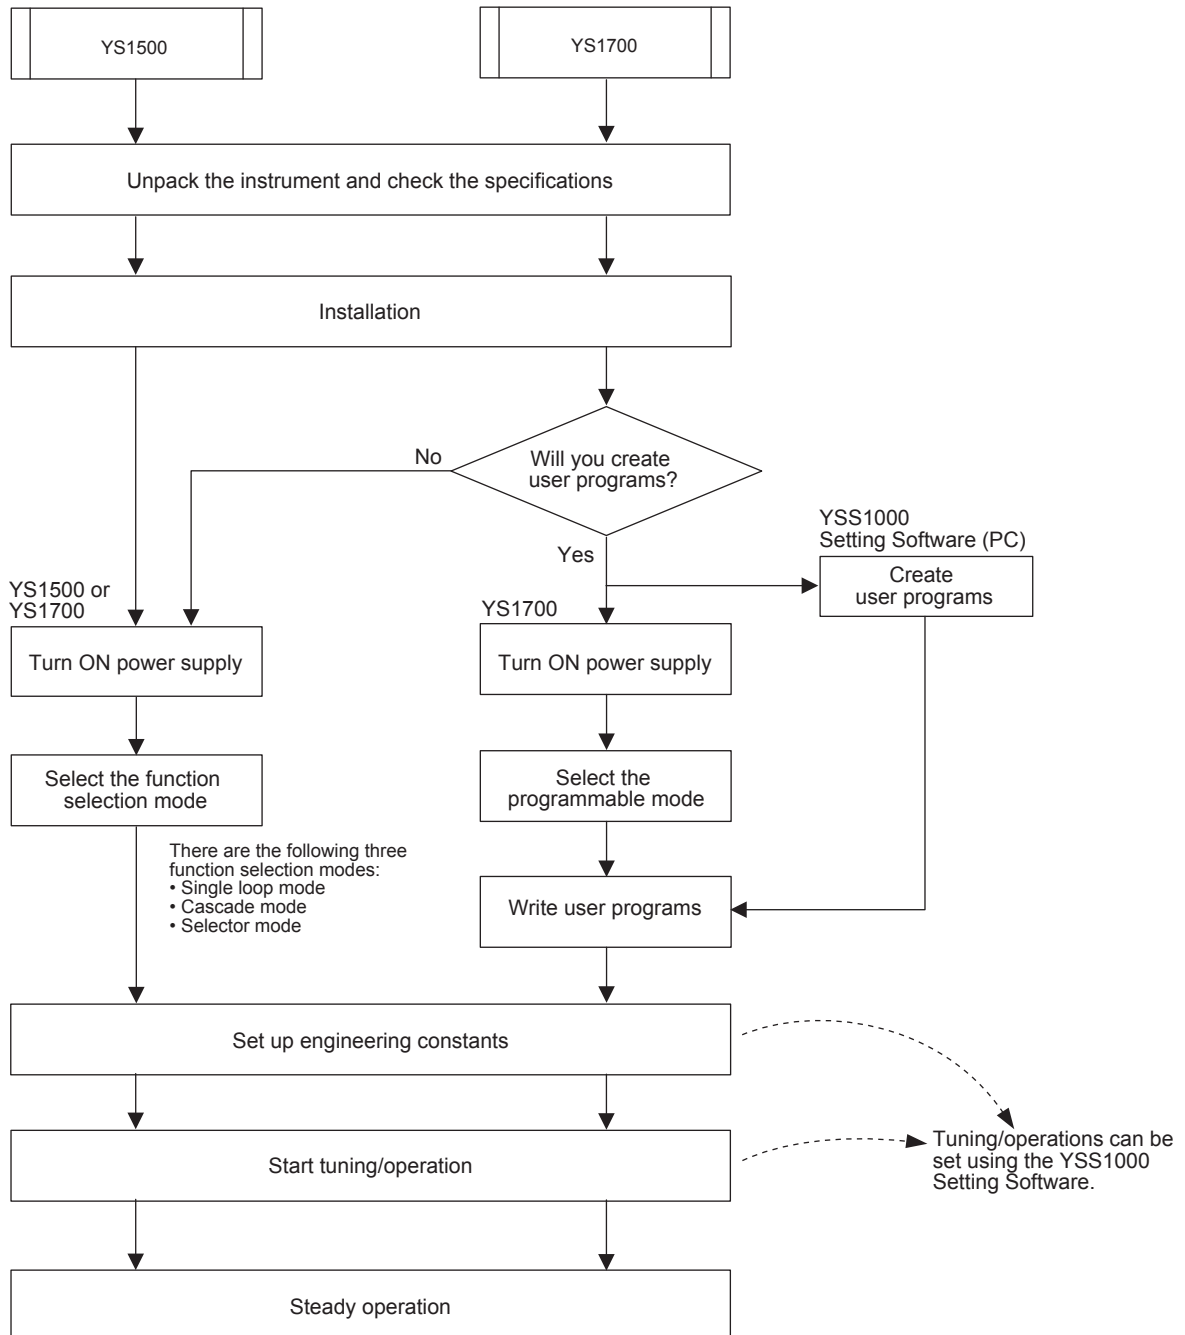 YS1500
YS1700
Unpack the instrument and check the specifications
Installation
No
Will you create
user programs?
Yes
YSS1000
Setting Software (PC)
Create
user programs
YS1500 or
YS1700
Turn ON power supply
YS1700
Turn ON power supply
Select the function
selection mode
Select the
programmable mode
There are the following three
function selection modes:
• Single loop mode
• Cascade mode
• Selector mode
Write user programs
Set up engineering constants
Start tuning/operation
Tuning/operations can be
set using the YSS1000
Setting Software.
Steady operation